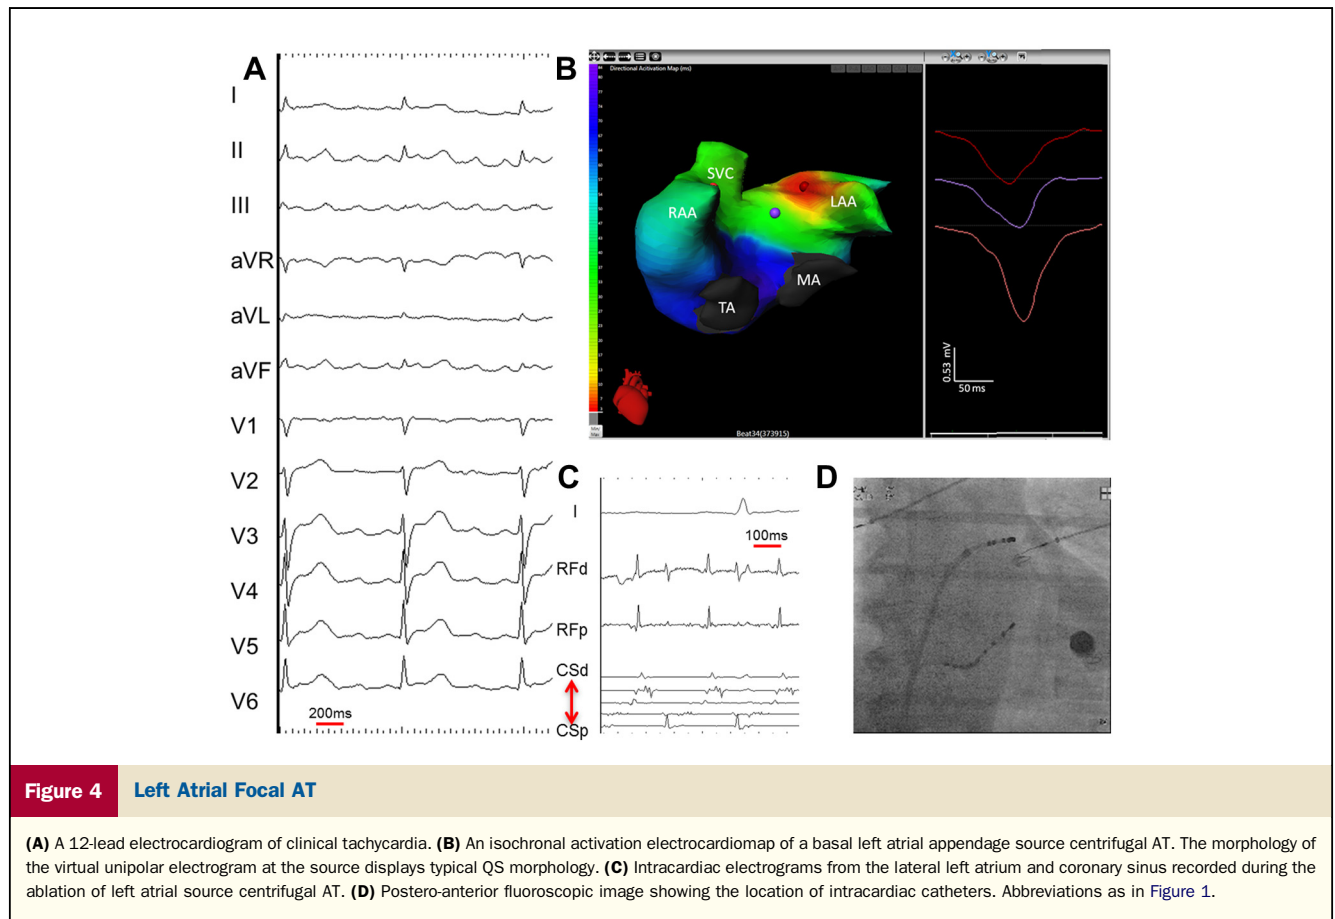 A
I
II
III
aVR
aVL
aVF
V1
V2
V3
V4
V5
V6
200ms
B
Directional Acitivation Map (ms)
SVC
RAA
LAA
MA
TA
Beat34(373915)
0.53 mV
50 ms
C
I
100ms
RFd
RFp
CSd
CSp
D
Figure 4
Left Atrial Focal AT
(A) A 12-lead electrocardiogram of clinical tachycardia. (B) An isochronal activation electrocardiomap of a basal left atrial appendage source centrifugal AT. The morphology of
the virtual unipolar electrogram at the source displays typical QS morphology. (C) Intracardiac electrograms from the lateral left atrium and coronary sinus recorded during the
ablation of left atrial source centrifugal AT. (D) Postero-anterior fluoroscopic image showing the location of intracardiac catheters. Abbreviations as in Figure 1.